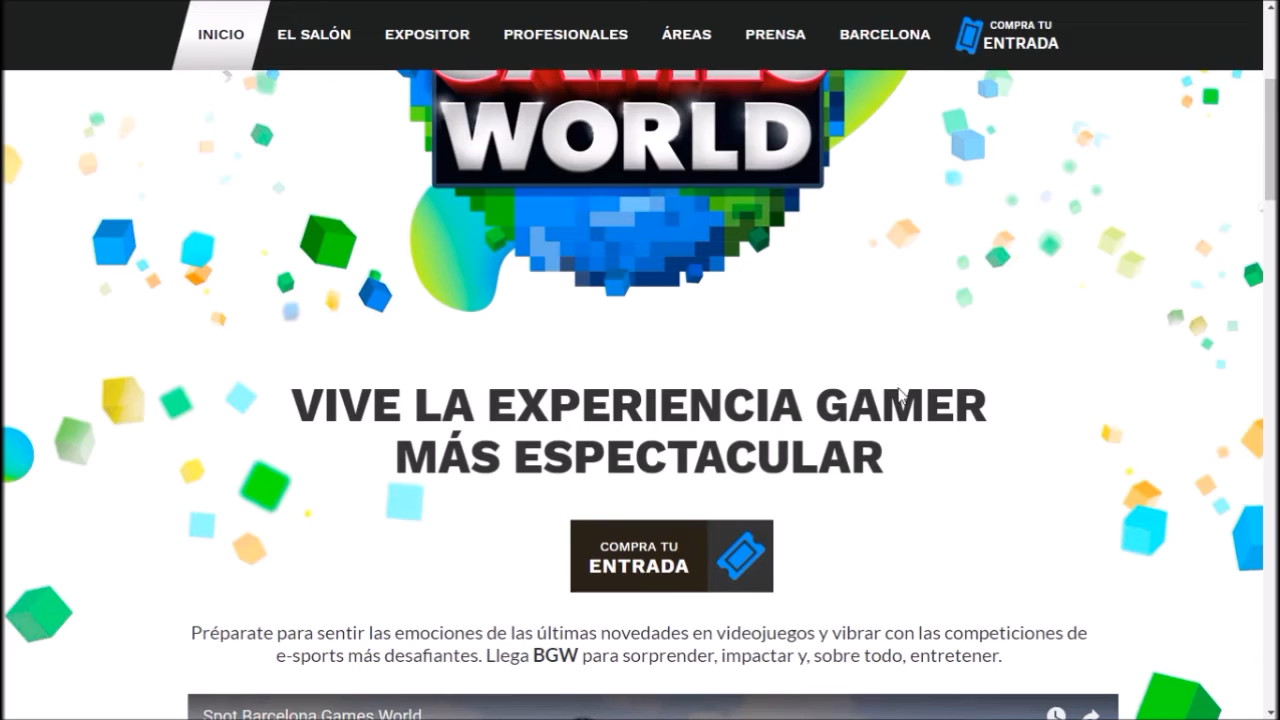 INICIO
EL SALÓN
EXPOSITOR
PROFESIONALES
ÁREAS
PRENSA
BARCELONA
COMPRA TU
ENTRADA
GAMES
WORLD
VIVE LA EXPERIENCIA GAMER
MÁS ESPECTACULAR
COMPRA TU
ENTRADA
Préparate para sentir las emociones de las últimas novedades en videojuegos y vibrar con las competiciones de
e-sports más desafiantes. Llega BGW para sorprender, impactar y, sobre todo, entretener.
Spot Barcelona Games World